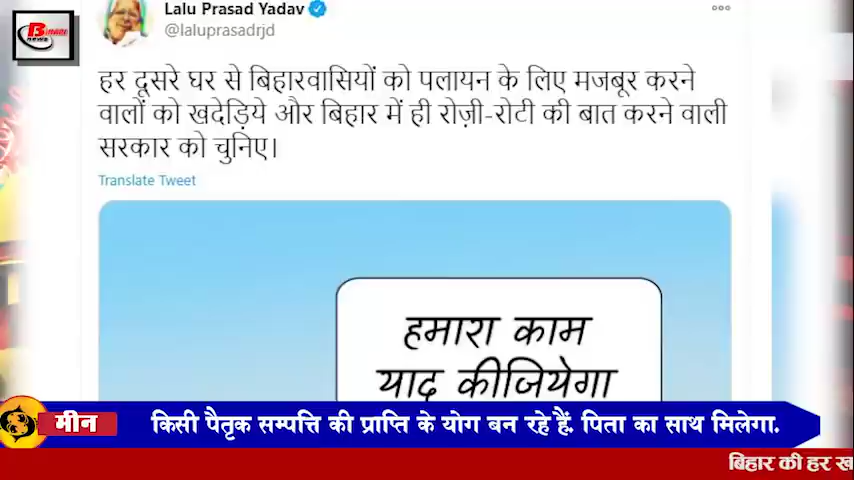 Lalu Prasad Yadav
@laluprasadrjd
हर दूसरे घर से बिहारवासियों को पलायन के लिए मजबूर करने
वालों को खदेड़िये और बिहार में ही रोज़ी-रोटी की बात करने वाली
सरकार को चुनिए।
Translate Tweet
हमारा काम
याद कीजियेगा
मीन किसी पैतृक सम्पत्ति की प्राप्ति के योग बन रहे हैं. पिता का साथ मिलेगा.
बिहार की हर ख